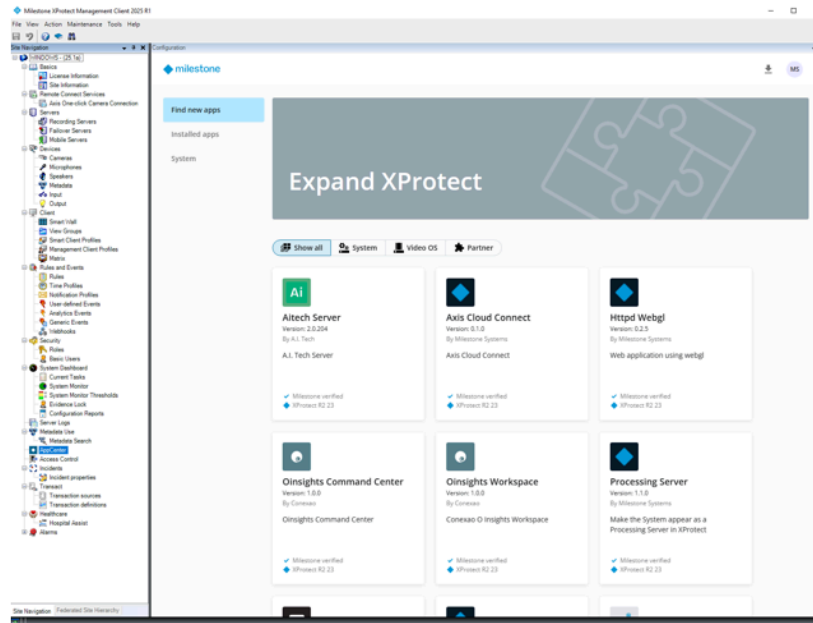 Milestone XProtect Management Client 2025 R1
File View Action Maintenance Tools Help
Site Navigation
WINDOWS - (25.1a)
Basics
License Information
Site Information
Remote Connect Services
Axis One-click Camera Connection
Servers
Recording Servers
Failover Servers
Mobile Servers
Devices
Cameras
Microphones
Speakers
Metadata
Input
Output
Client
Smart Wall
View Groups
Smart Client Profiles
Management Client Profiles
Matrix
Rules and Events
Rules
Time Profiles
Notification Profiles
User-defined Events
Analytics Events
Generic Events
Webhooks
Security
Roles
Basic Users
System Dashboard
Current Tasks
System Monitor
System Monitor Thresholds
Evidence Lock
Configuration Reports
Server Logs
Metadata Use
Metadata Search
AppCenter
Access Control
Incidents
Incident properties
Transact
Transaction sources
Transaction definitions
Healthcare
Hospital Assist
Alarms
Site Navigation Federated Site Hierarchy
Configuration
milestone
MS
Find new apps
Installed apps
System
Expand XProtect
Show all System Video OS Partner
Ai
Aitech Server
Version: 2.0.204
By A.I. Tech
A.I. Tech Server
Milestone verified
XProtect R2 23
Axis Cloud Connect
Version: 0.1.0
By Milestone Systems
Axis Cloud Connect
Milestone verified
XProtect R2 23
Httpd Webgl
Version: 0.2.5
By Milestone Systems
Web application using webgl
Milestone verified
XProtect R2 23
Oinsights Command Center
Version: 1.0.0
By Conexao
Oinsights Command Center
Milestone verified
XProtect R2 23
Oinsights Workspace
Version: 1.0.0
By Conexao
Conexao O Insights Workspace
Milestone verified
XProtect R2 23
Processing Server
Version: 1.1.0
By Milestone Systems
Make the System appear as a
Processing Server in XProtect
Milestone verified
XProtect R2 23